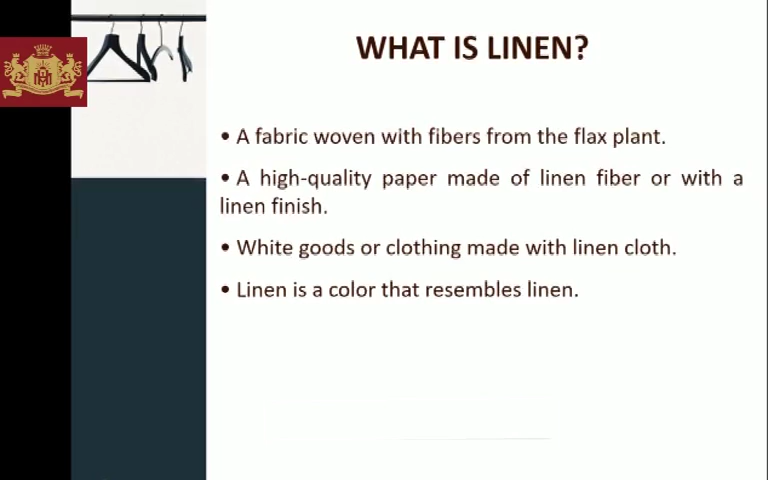 WHAT IS LINEN?
• A fabric woven with fibers from the flax plant.
• A high-quality paper made of linen fiber or with a
linen finish.
• White goods or clothing made with linen cloth.
• Linen is a color that resembles linen.